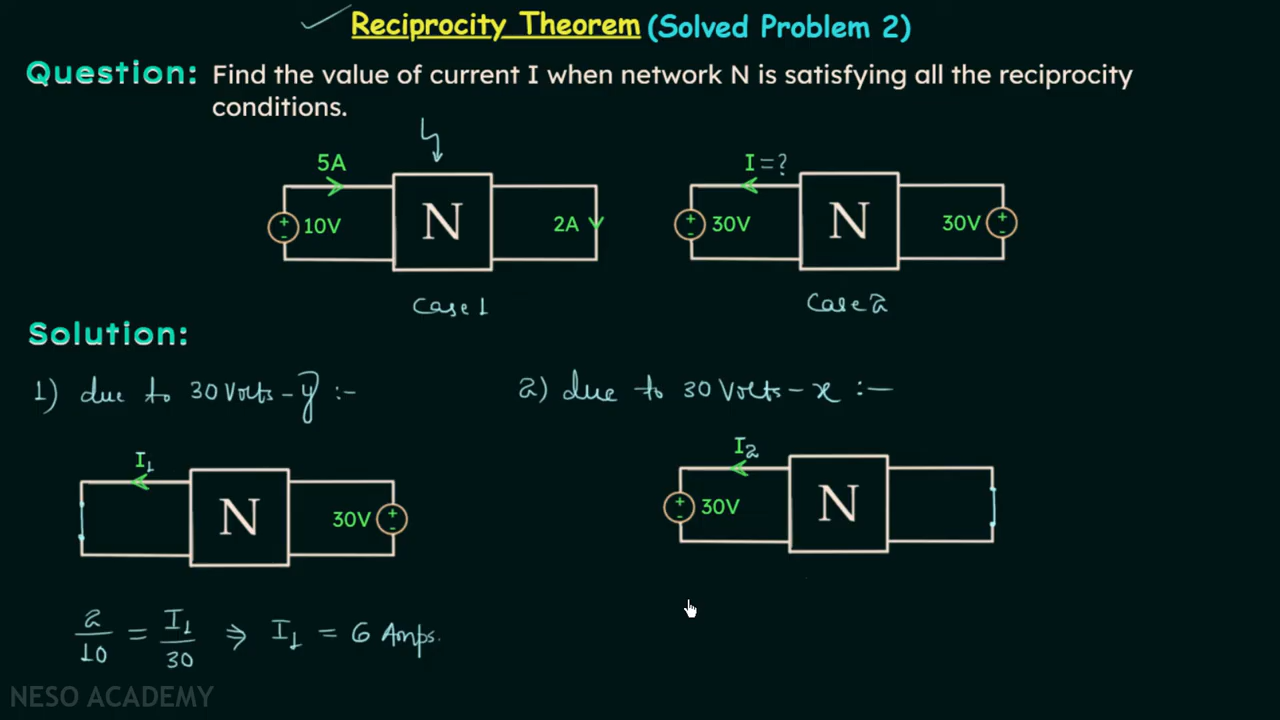 Reciprocity Theorem (Solved Problem 2)
Question: Find the value of current I when network N is satisfying all the reciprocity
conditions.
5A
10V
+
-
N
2A
Case 1
I =?
30V
+
-
N
30V
+
-
Case 2
Solution:
1) due to 30 Volts - y :-
I1
N
30V
+
-
2/10 = I1/30 ⇒ I1 = 6 Amps.
2) due to 30 Volts - x :-
I2
30V
+
-
N
NESO ACADEMY